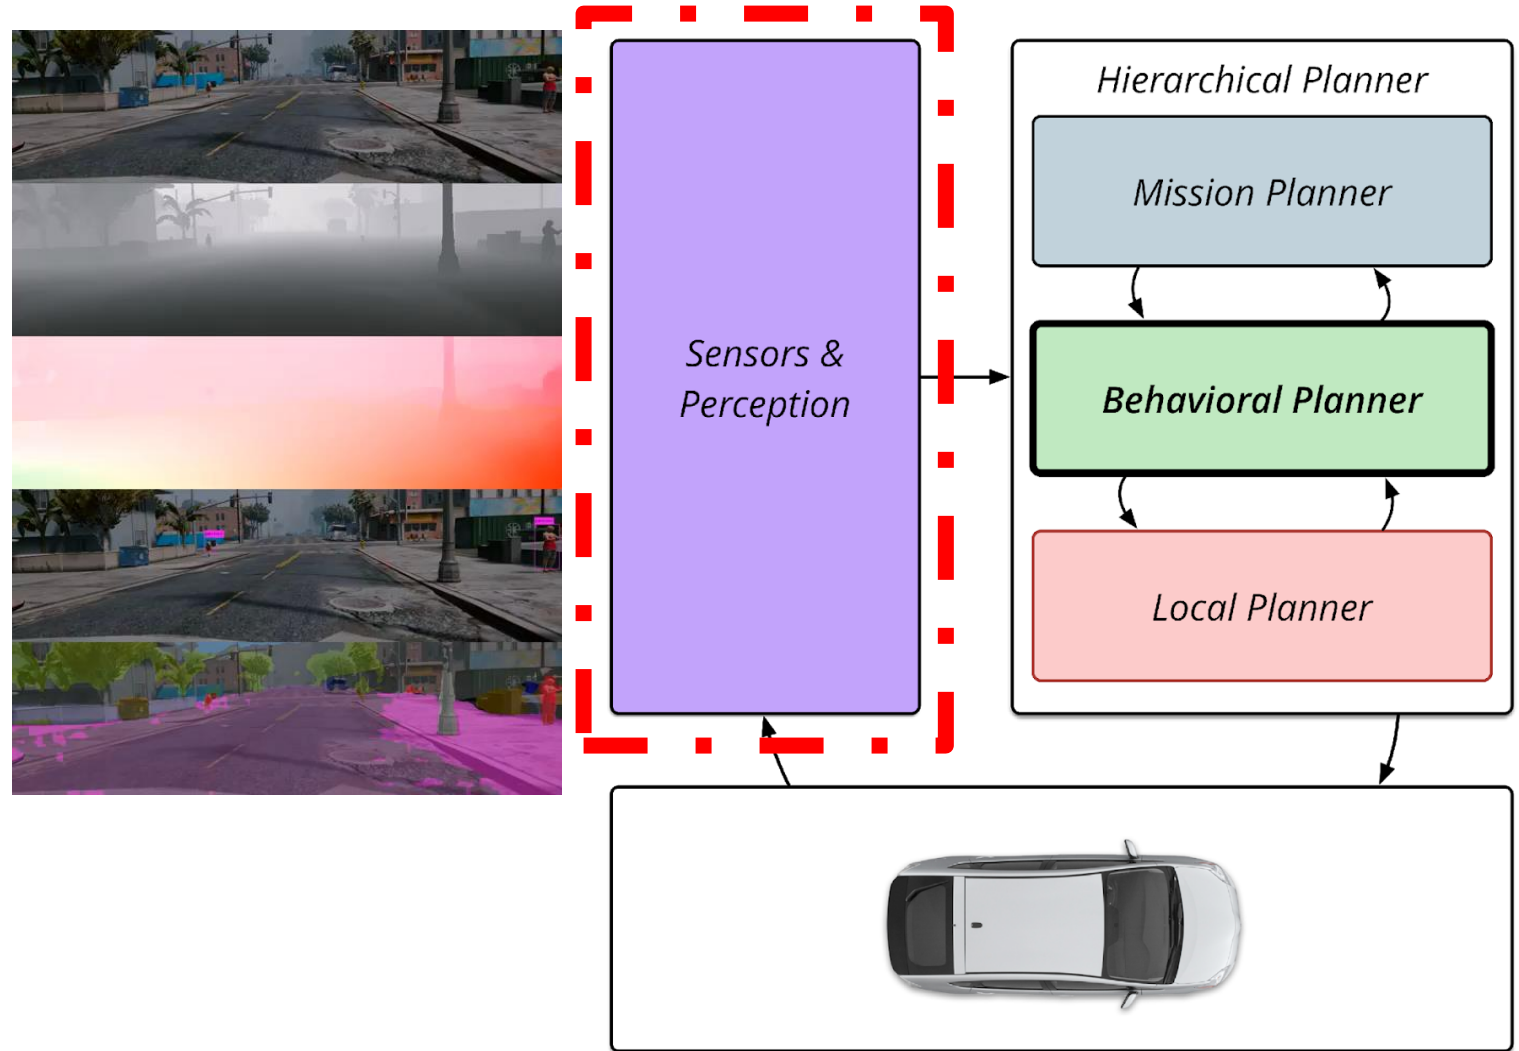 Hierarchical Planner
Mission Planner
Sensors &
Perception
Behavioral Planner
Local Planner